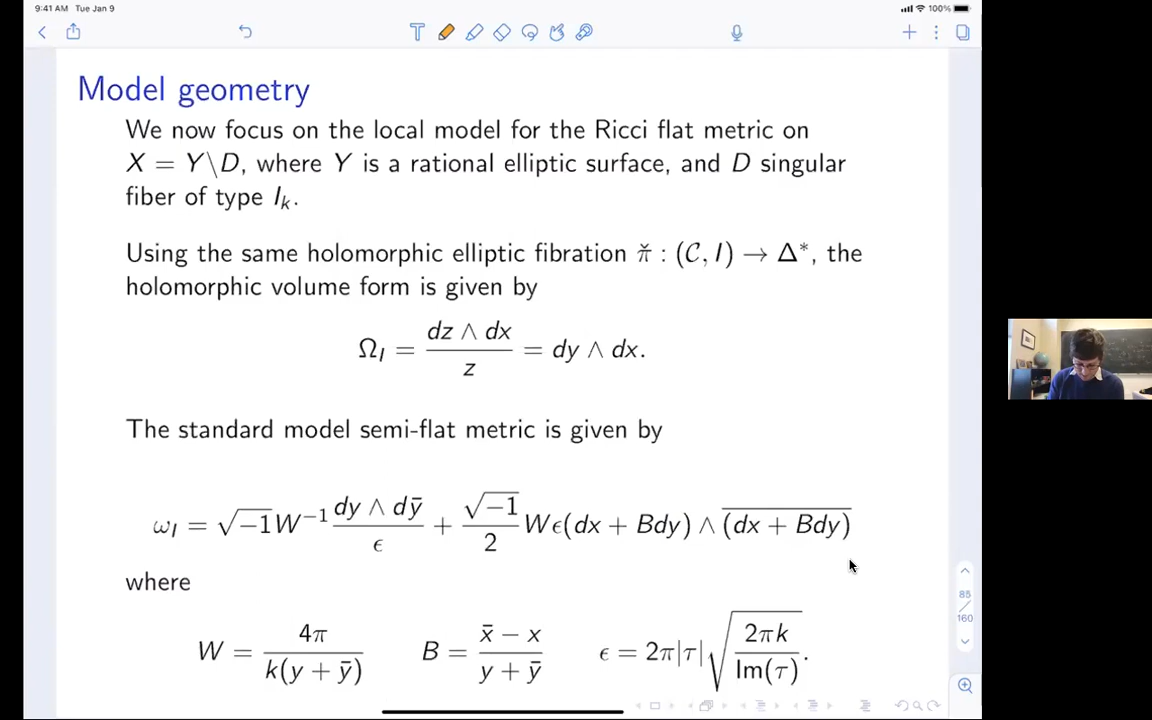 9:41 AM Tue Jan 9
100%
Model geometry
We now focus on the local model for the Ricci flat metric on
X = Y\D, where Y is a rational elliptic surface, and D singular
fiber of type I_k.
Using the same holomorphic elliptic fibration π̌ : (𝒞, I) → Δ*, the
holomorphic volume form is given by
Ω_I = (dz ∧ dx)/z = dy ∧ dx.
The standard model semi-flat metric is given by
ω_I = √−1 W⁻¹ (dy ∧ dȳ)/ϵ + (√−1)/2 Wϵ(dx + Bdy) ∧ \overline{(dx + Bdy)}
where
W = 4π/(k(y + ȳ)) B = (x̄ − x)/(y + ȳ) ϵ = 2π|τ|√(2πk/Im(τ)).
85
/
160